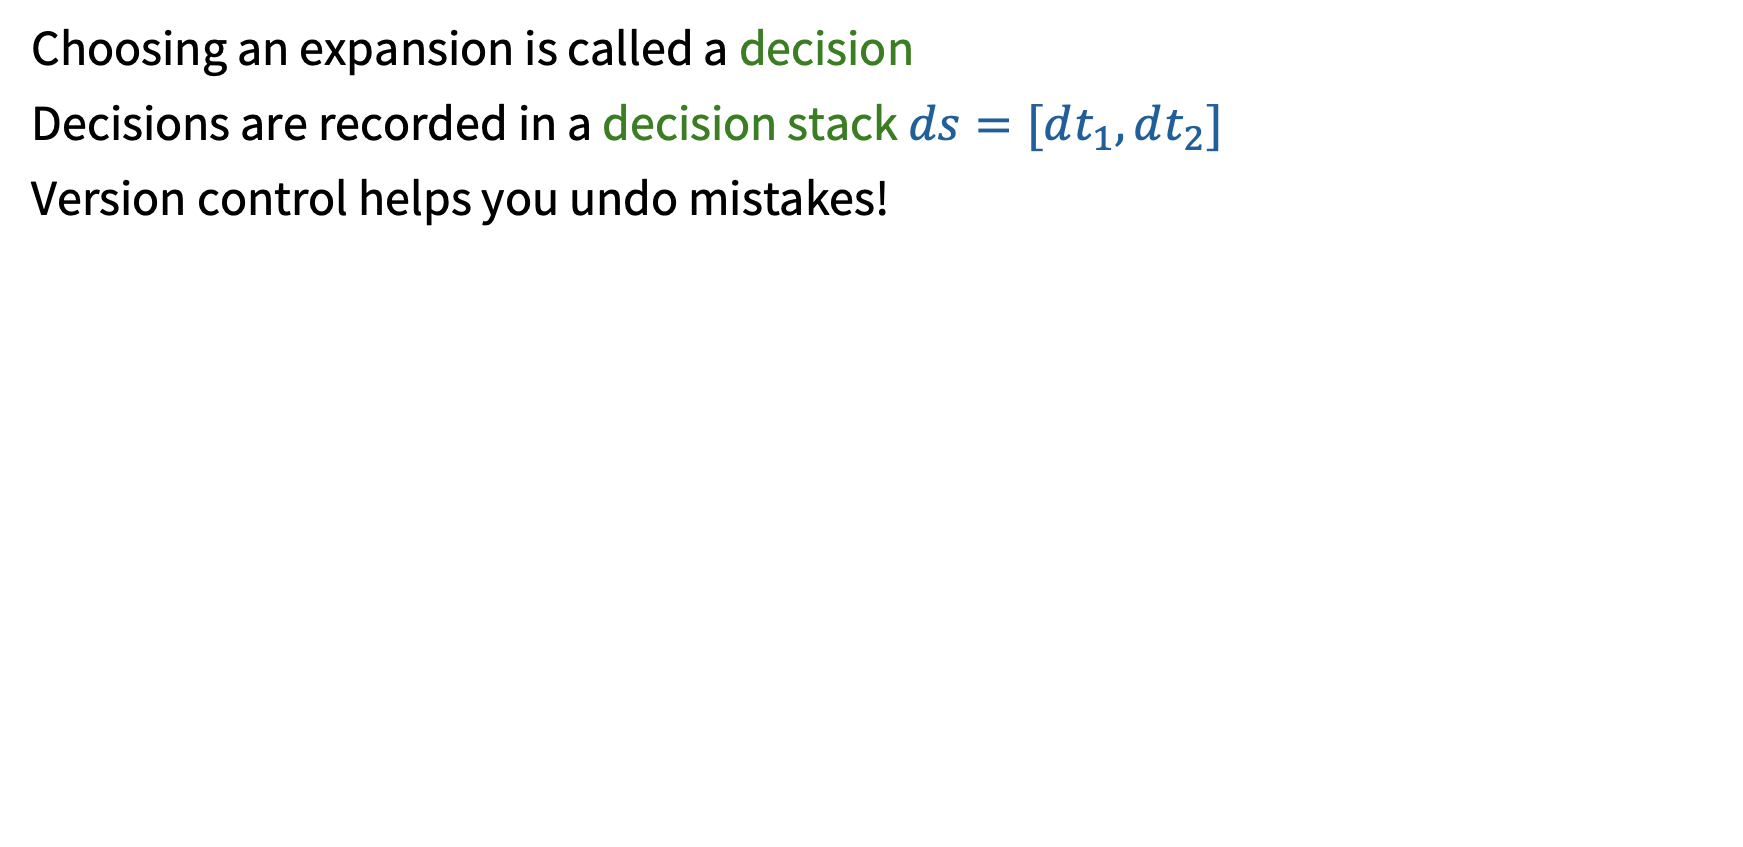 Choosing an expansion is called a decision
Decisions are recorded in a decision stack ds = [dt₁, dt₂]
Version control helps you undo mistakes!